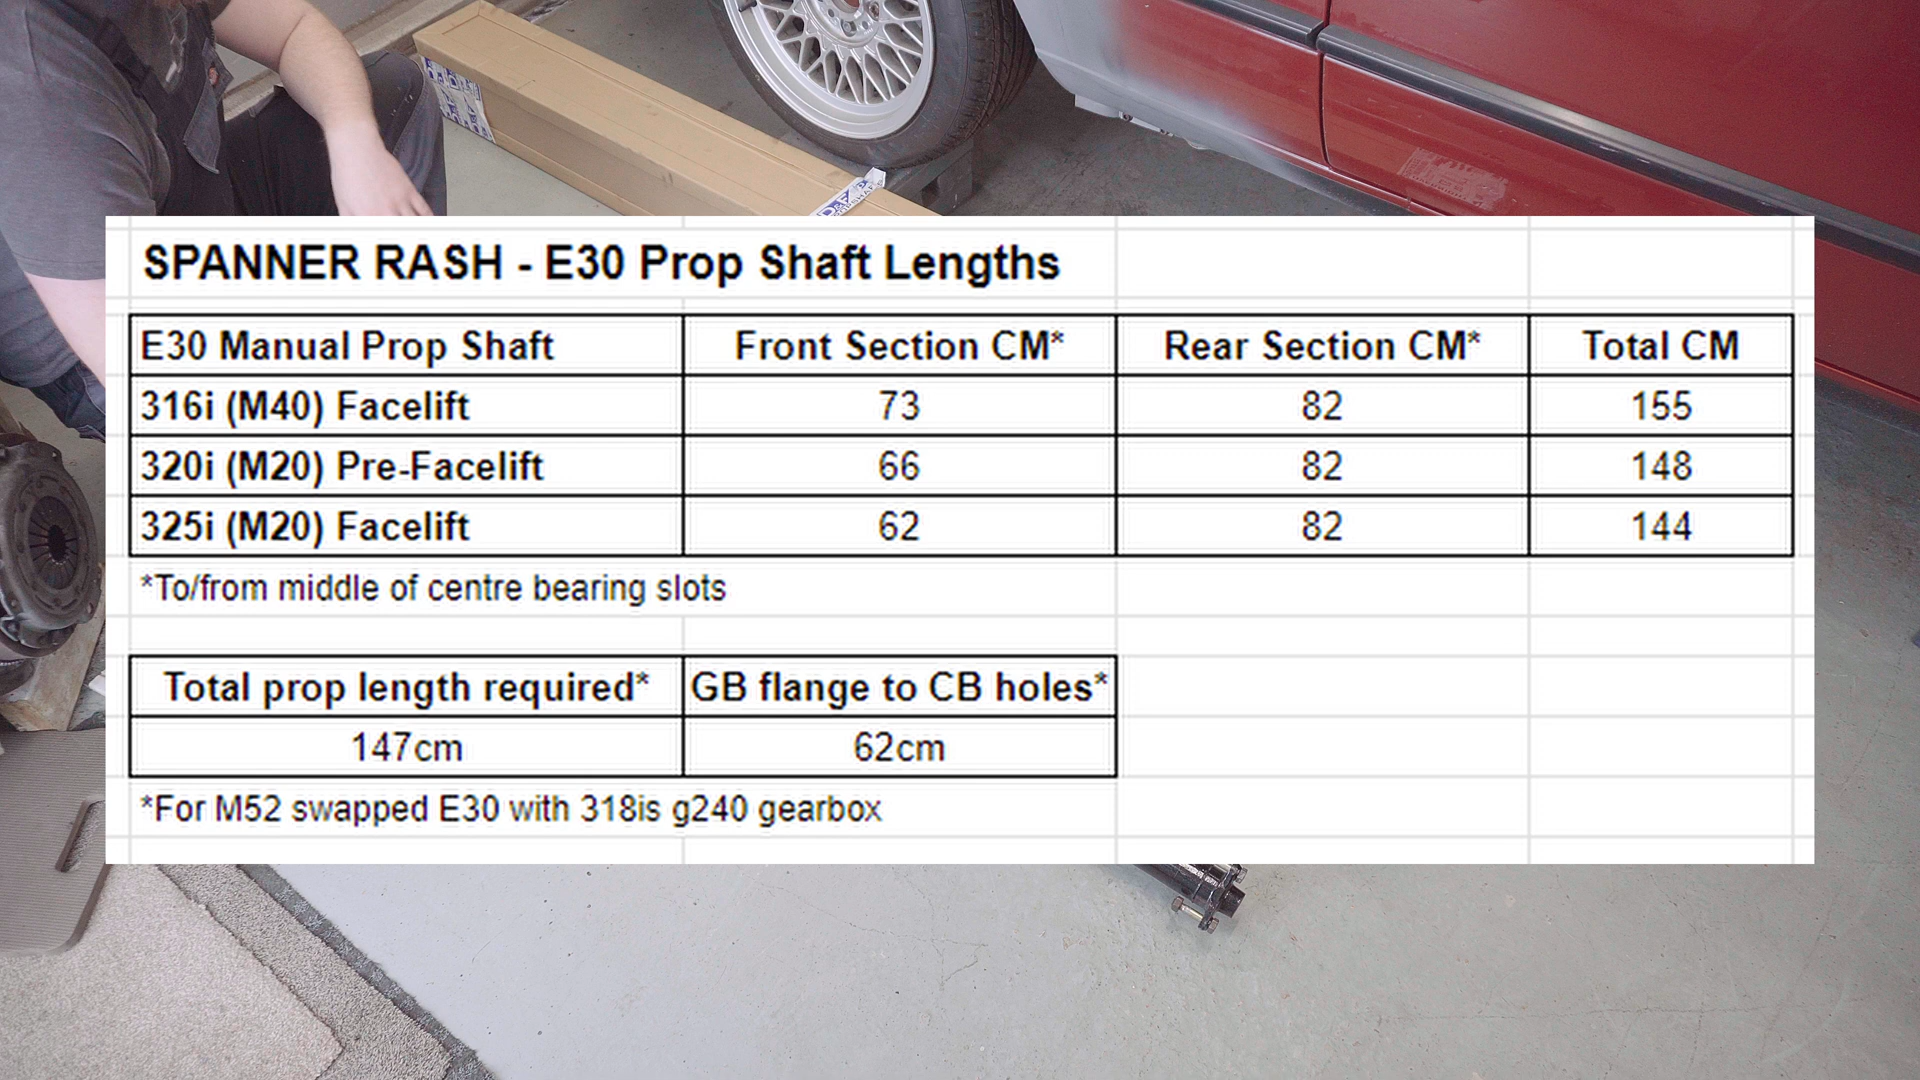 SPANNER RASH - E30 Prop Shaft Lengths
E30 Manual Prop Shaft Front Section CM* Rear Section CM* Total CM
316i (M40) Facelift 73 82 155
320i (M20) Pre-Facelift 66 82 148
325i (M20) Facelift 62 82 144
*To/from middle of centre bearing slots
Total prop length required* GB flange to CB holes*
147cm 62cm
*For M52 swapped E30 with 318is g240 gearbox